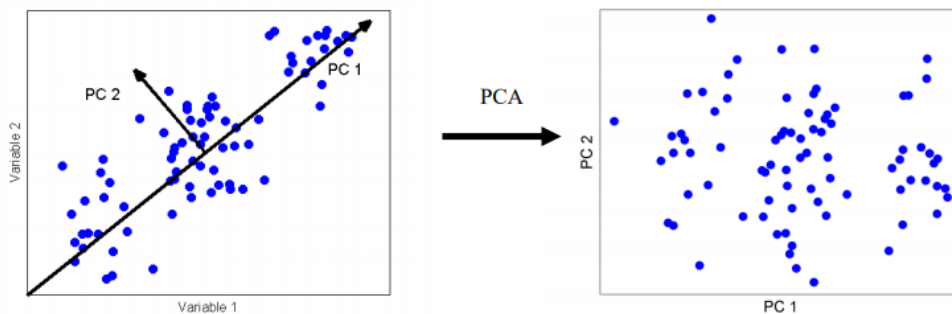 PC 1
PC 2
Variable 2
Variable 1
PCA
PC 2
PC 1